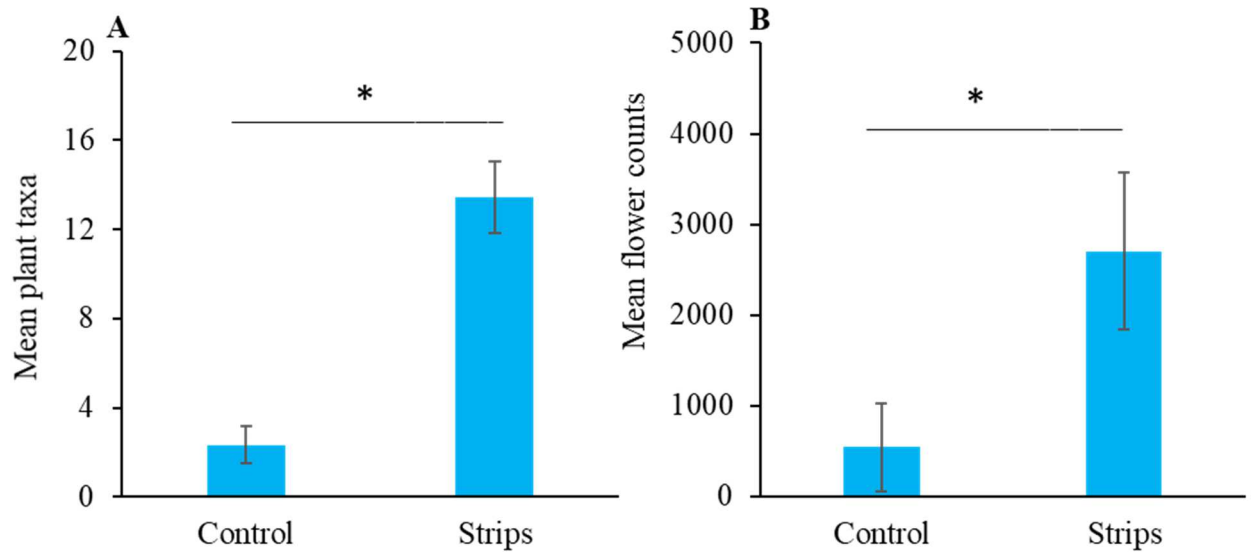 A
Mean plant taxa
20
16
12
8
4
0
*
Control Strips
B
Mean flower counts
5000
4000
3000
2000
1000
0
*
Control Strips